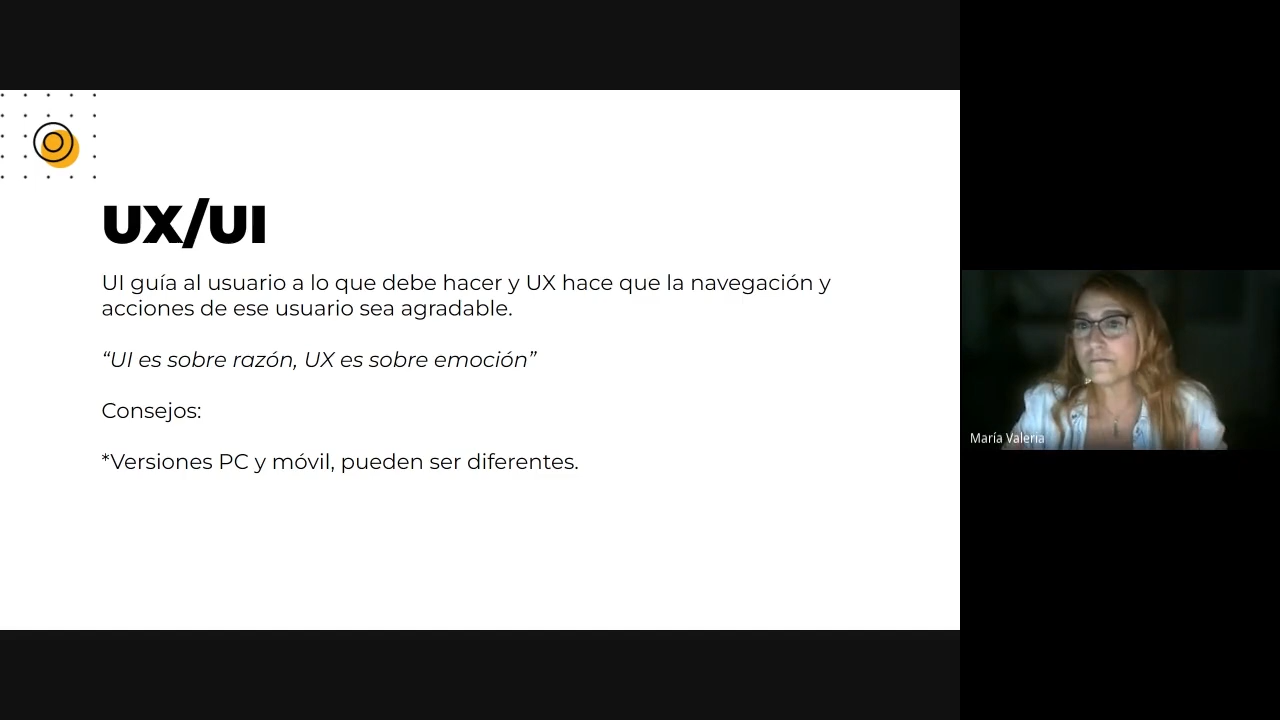 UX/UI
UI guía al usuario a lo que debe hacer y UX hace que la navegación y
acciones de ese usuario sea agradable.
“UI es sobre razón, UX es sobre emoción”
Consejos:
*Versiones PC y móvil, pueden ser diferentes.
María Valeria